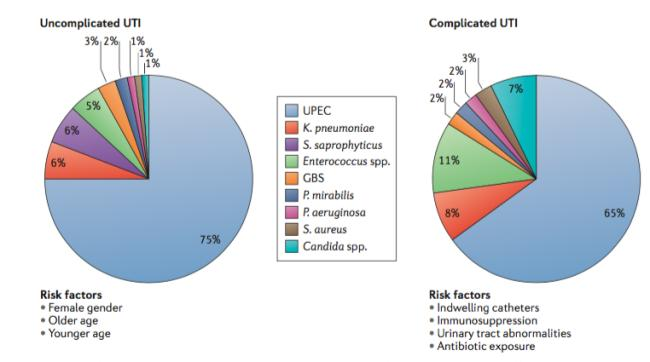 Uncomplicated UTI
3% 2% 1%
1%
1%
5%
6%
6%
75%
Risk factors
• Female gender
• Older age
• Younger age
UPEC
K. pneumoniae
S. saprophyticus
Enterococcus spp.
GBS
P. mirabilis
P. aeruginosa
S. aureus
Candida spp.
Complicated UTI
3%
2%
2%
2%
7%
11%
8%
65%
Risk factors
• Indwelling catheters
• Immunosuppression
• Urinary tract abnormalities
• Antibiotic exposure